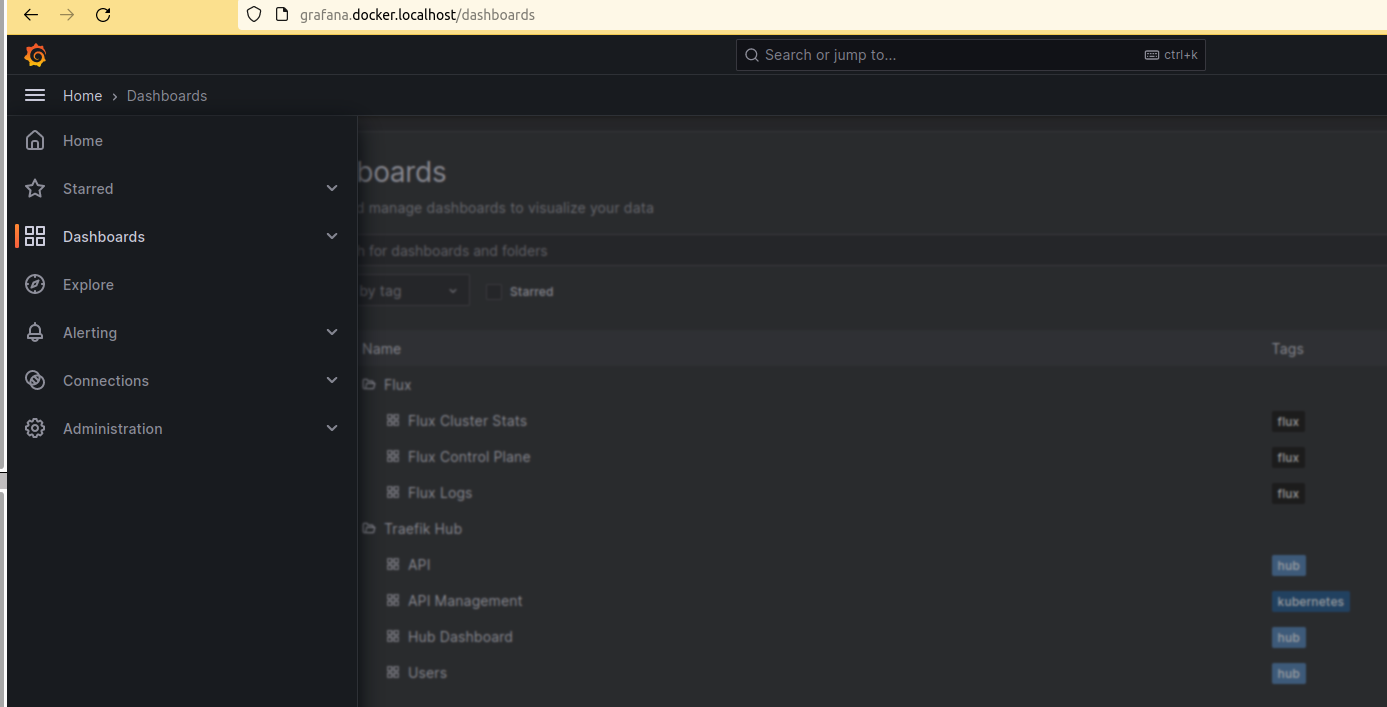 grafana.docker.localhost/dashboards
Search or jump to... ctrl+k
Home › Dashboards
Home
Starred
Dashboards
Explore
Alerting
Connections
Administration
boards
manage dashboards to visualize your data
for dashboards and folders
by tag Starred
Name Tags
Flux
Flux Cluster Stats flux
Flux Control Plane flux
Flux Logs flux
Traefik Hub
API hub
API Management kubernetes
Hub Dashboard hub
Users hub